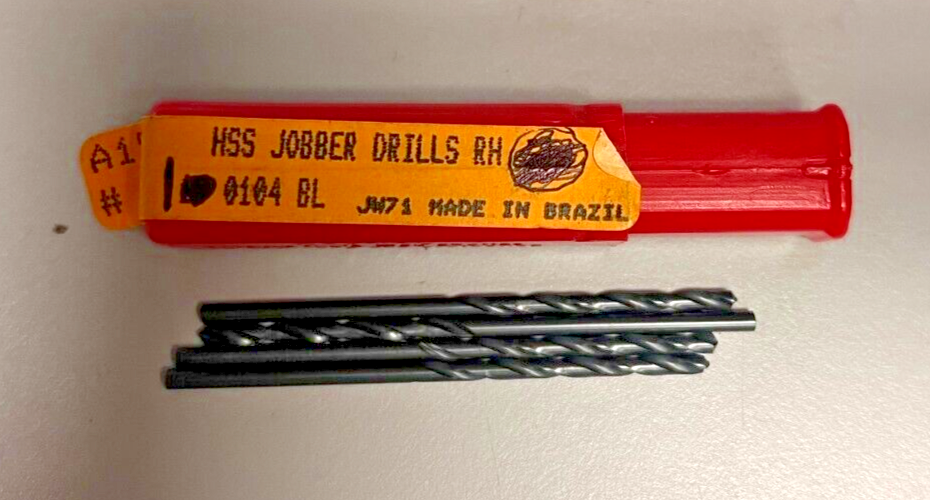 A1
HSS JOBBER DRILLS RH
#
0104 BL
JW71 MADE IN BRAZIL